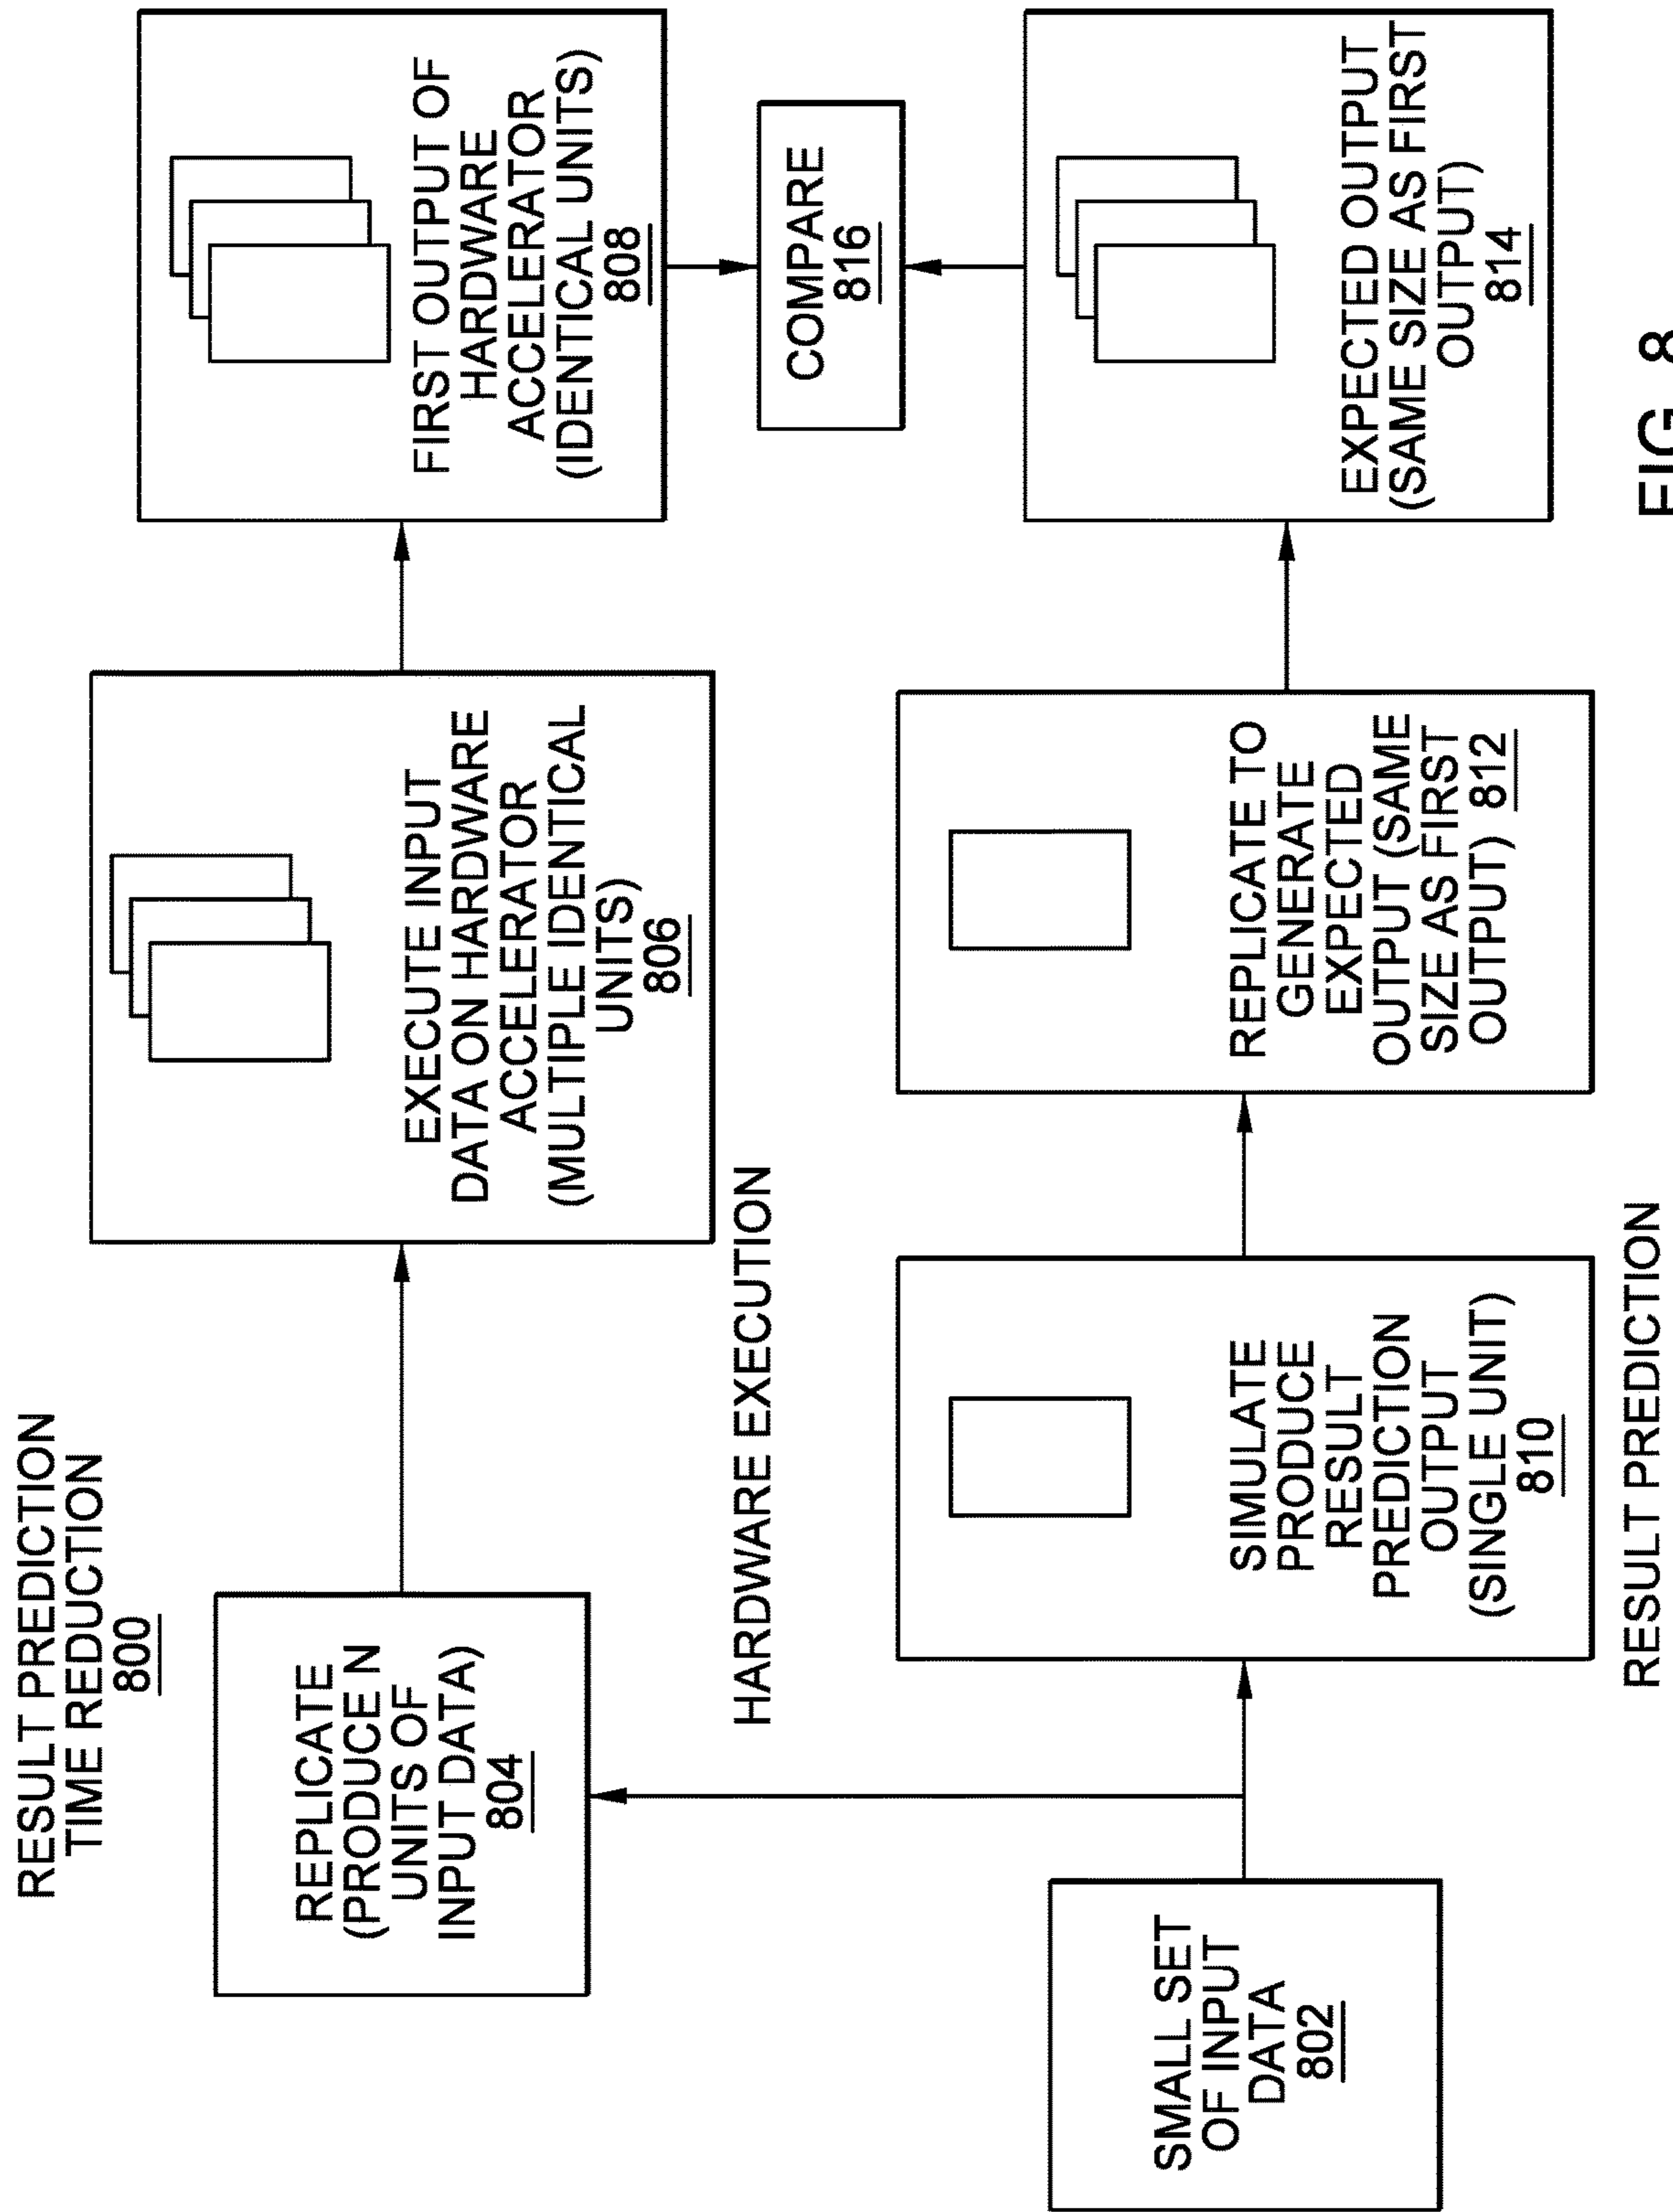 RESULT PREDICTION
TIME REDUCTION
800
REPLICATE
(PRODUCE N
UNITS OF
INPUT DATA)
804
EXECUTE INPUT
DATA ON HARDWARE
ACCELERATOR
(MULTIPLE IDENTICAL
UNITS)
806
FIRST OUTPUT OF
HARDWARE
ACCELERATOR
(IDENTICAL UNITS)
808
HARDWARE EXECUTION
COMPARE
816
SMALL SET
OF INPUT
DATA
802
SIMULATE
PRODUCE
RESULT
PREDICTION
OUTPUT
(SINGLE UNIT)
810
REPLICATE TO
GENERATE
EXPECTED
OUTPUT (SAME
SIZE AS FIRST
OUTPUT) 812
EXPECTED OUTPUT
(SAME SIZE AS FIRST
OUTPUT)
814
RESULT PREDICTION
FIG. 8